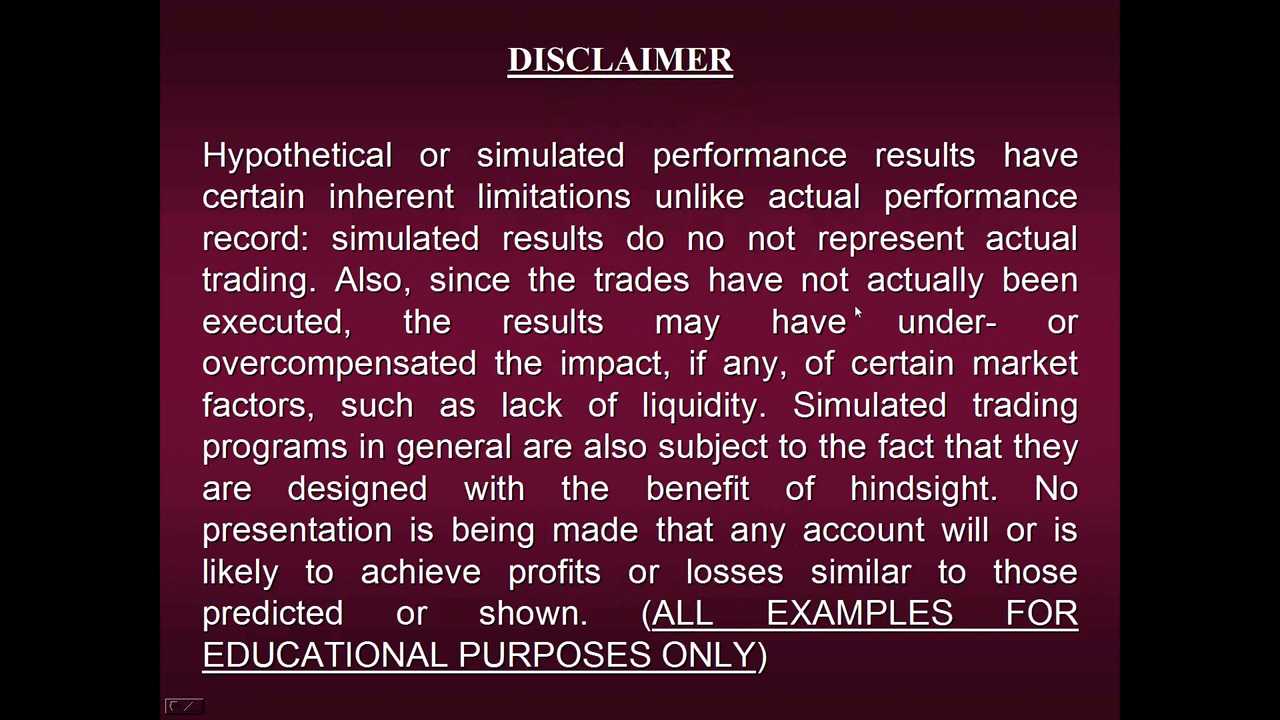 DISCLAIMER
Hypothetical or simulated performance results have
certain inherent limitations unlike actual performance
record: simulated results do no not represent actual
trading. Also, since the trades have not actually been
executed, the results may have under- or
overcompensated the impact, if any, of certain market
factors, such as lack of liquidity. Simulated trading
programs in general are also subject to the fact that they
are designed with the benefit of hindsight. No
presentation is being made that any account will or is
likely to achieve profits or losses similar to those
predicted or shown. (ALL EXAMPLES FOR
EDUCATIONAL PURPOSES ONLY)